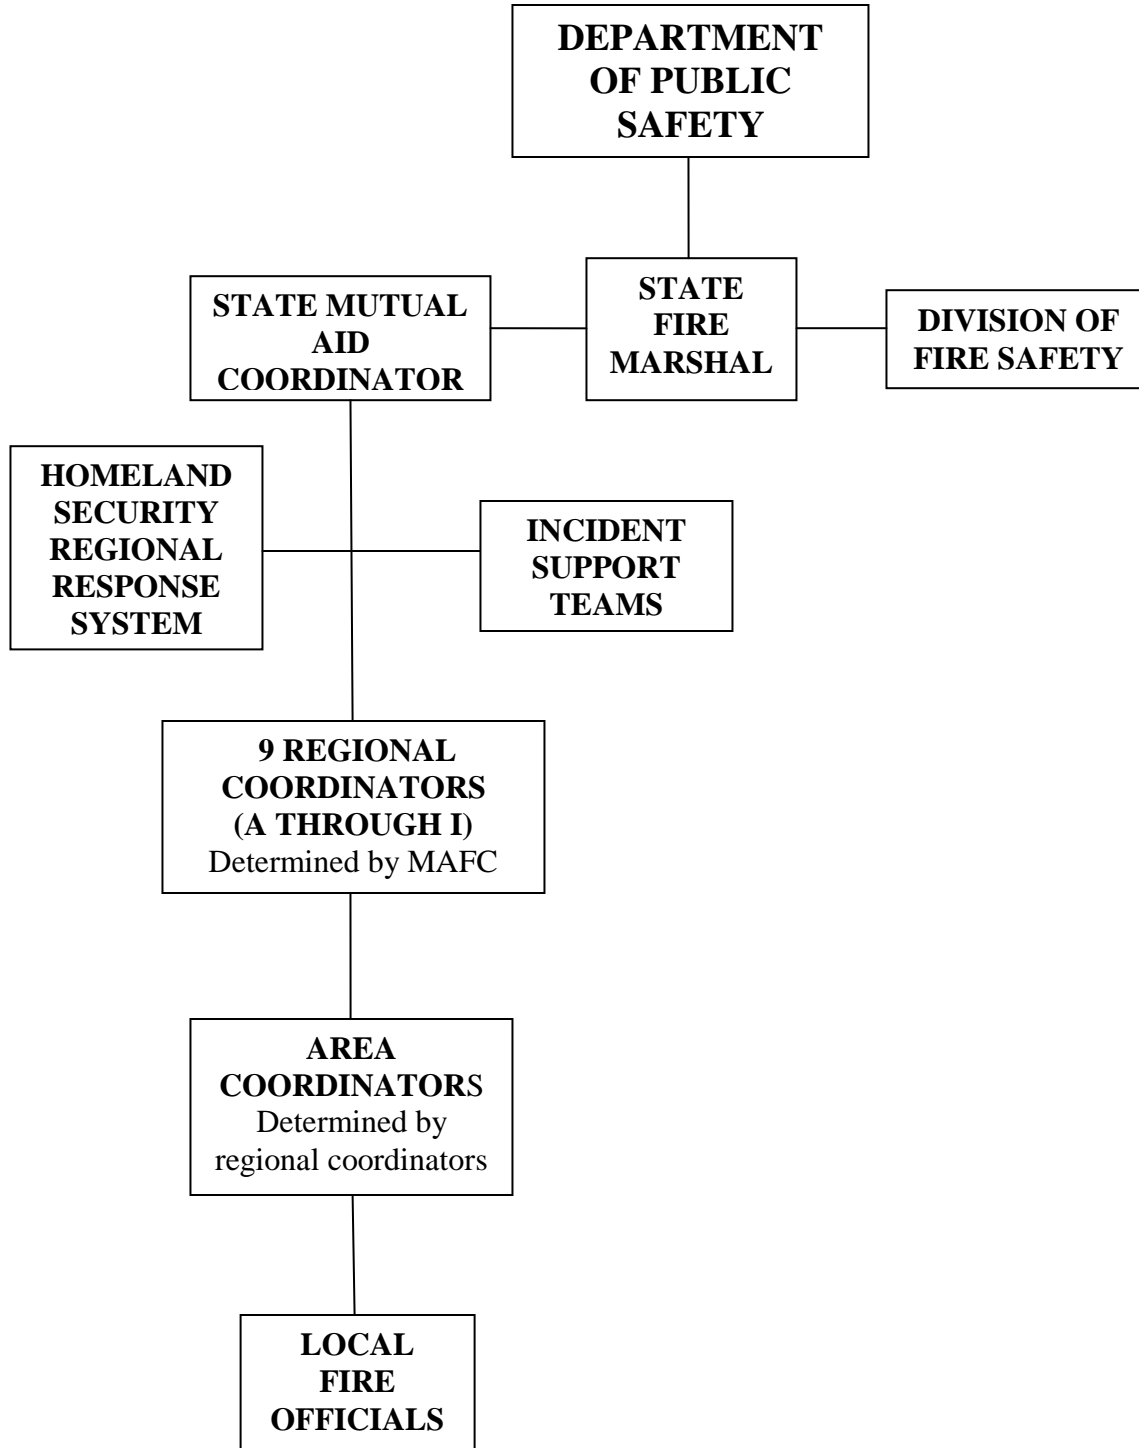 DEPARTMENT
OF PUBLIC
SAFETY
STATE MUTUAL
AID
COORDINATOR
STATE
FIRE
MARSHAL
DIVISION OF
FIRE SAFETY
HOMELAND
SECURITY
REGIONAL
RESPONSE
SYSTEM
INCIDENT
SUPPORT
TEAMS
9 REGIONAL
COORDINATORS
(A THROUGH I)
Determined by MAFC
AREA
COORDINATORS
Determined by
regional coordinators
LOCAL
FIRE
OFFICIALS